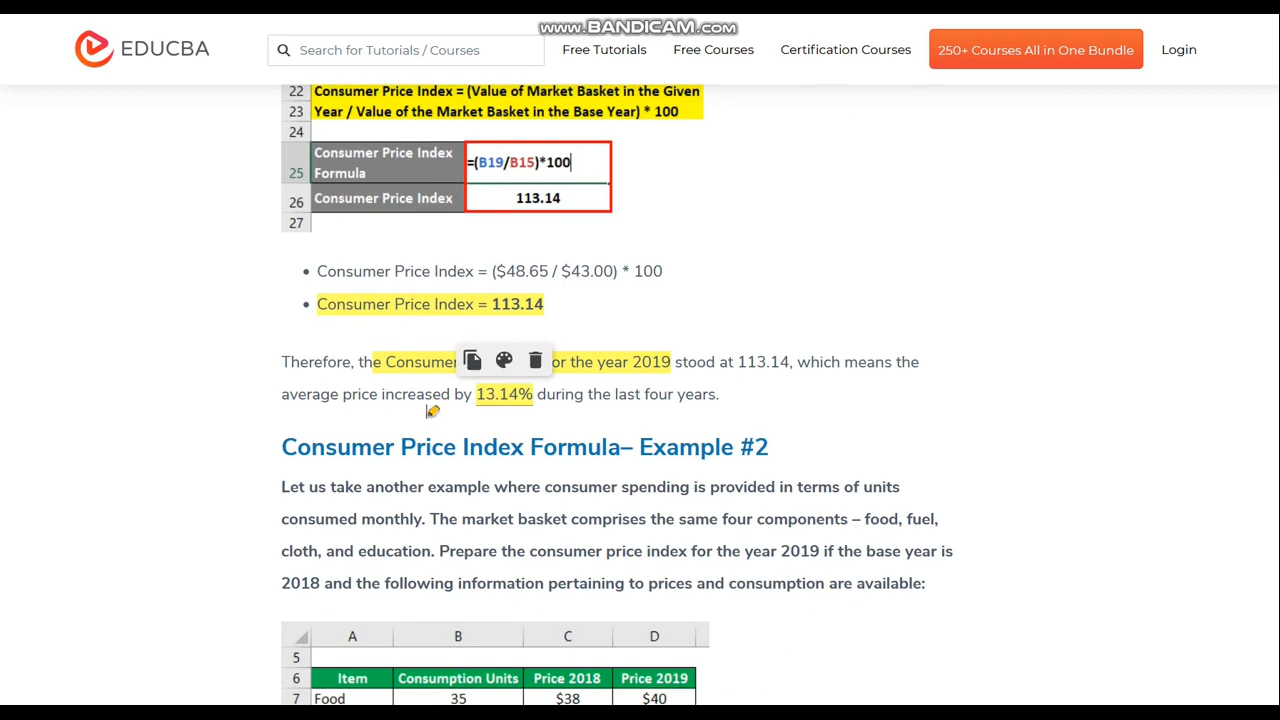 www.BANDICAM.com
EDUCBA
Search for Tutorials / Courses
Free Tutorials
Free Courses
Certification Courses
250+ Courses All in One Bundle
Login
22 Consumer Price Index = (Value of Market Basket in the Given
23 Year / Value of the Market Basket in the Base Year) * 100
24
Consumer Price Index
25 Formula =(B19/B15)*100
26 Consumer Price Index 113.14
27
• Consumer Price Index = ($48.65 / $43.00) * 100
• Consumer Price Index = 113.14
Therefore, the Consumer or the year 2019 stood at 113.14, which means the
average price increased by 13.14% during the last four years.
Consumer Price Index Formula– Example #2
Let us take another example where consumer spending is provided in terms of units
consumed monthly. The market basket comprises the same four components – food, fuel,
cloth, and education. Prepare the consumer price index for the year 2019 if the base year is
2018 and the following information pertaining to prices and consumption are available:
A B C D
5
6 Item Consumption Units Price 2018 Price 2019
7 Food 35 $38 $40